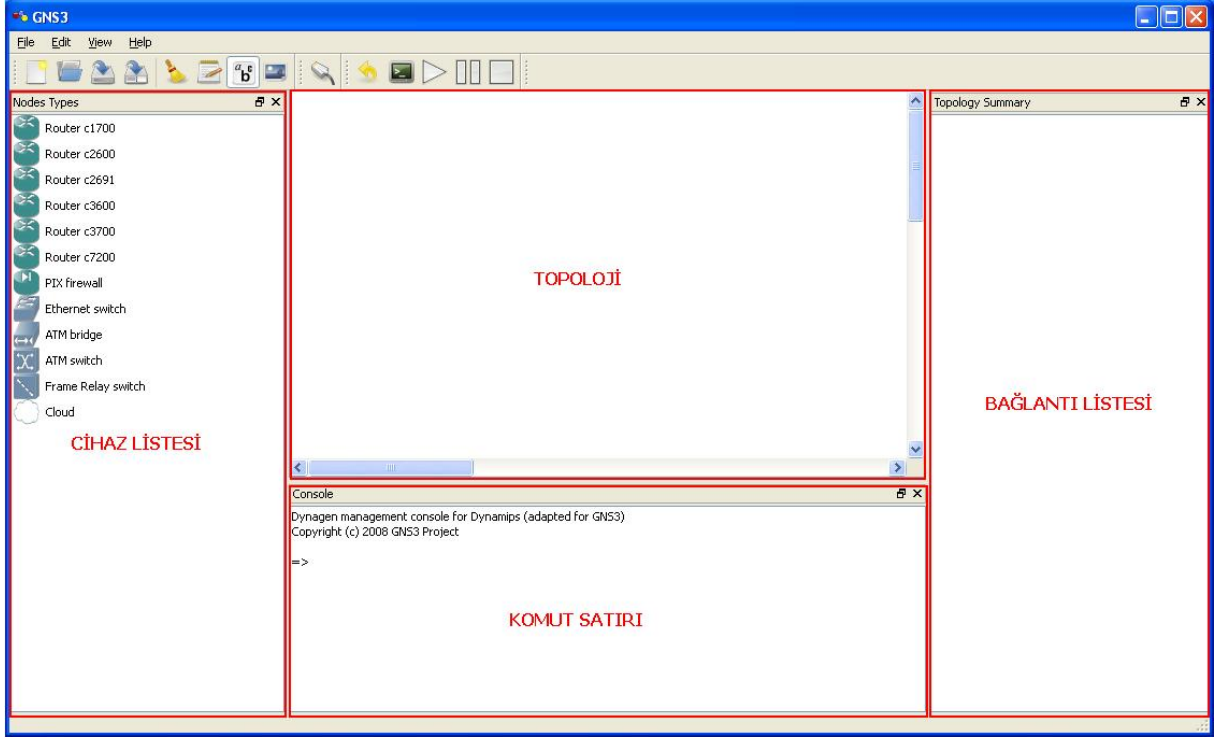 GNS3
File Edit View Help
Nodes Types
Router c1700
Router c2600
Router c2691
Router c3600
Router c3700
Router c7200
PIX firewall
Ethernet switch
ATM bridge
ATM switch
Frame Relay switch
Cloud
CİHAZ LİSTESİ
TOPOLOJİ
Console
Dynagen management console for Dynamips (adapted for GNS3)
Copyright (c) 2008 GNS3 Project
=>
KOMUT SATIRI
Topology Summary
BAĞLANTI LİSTESİ